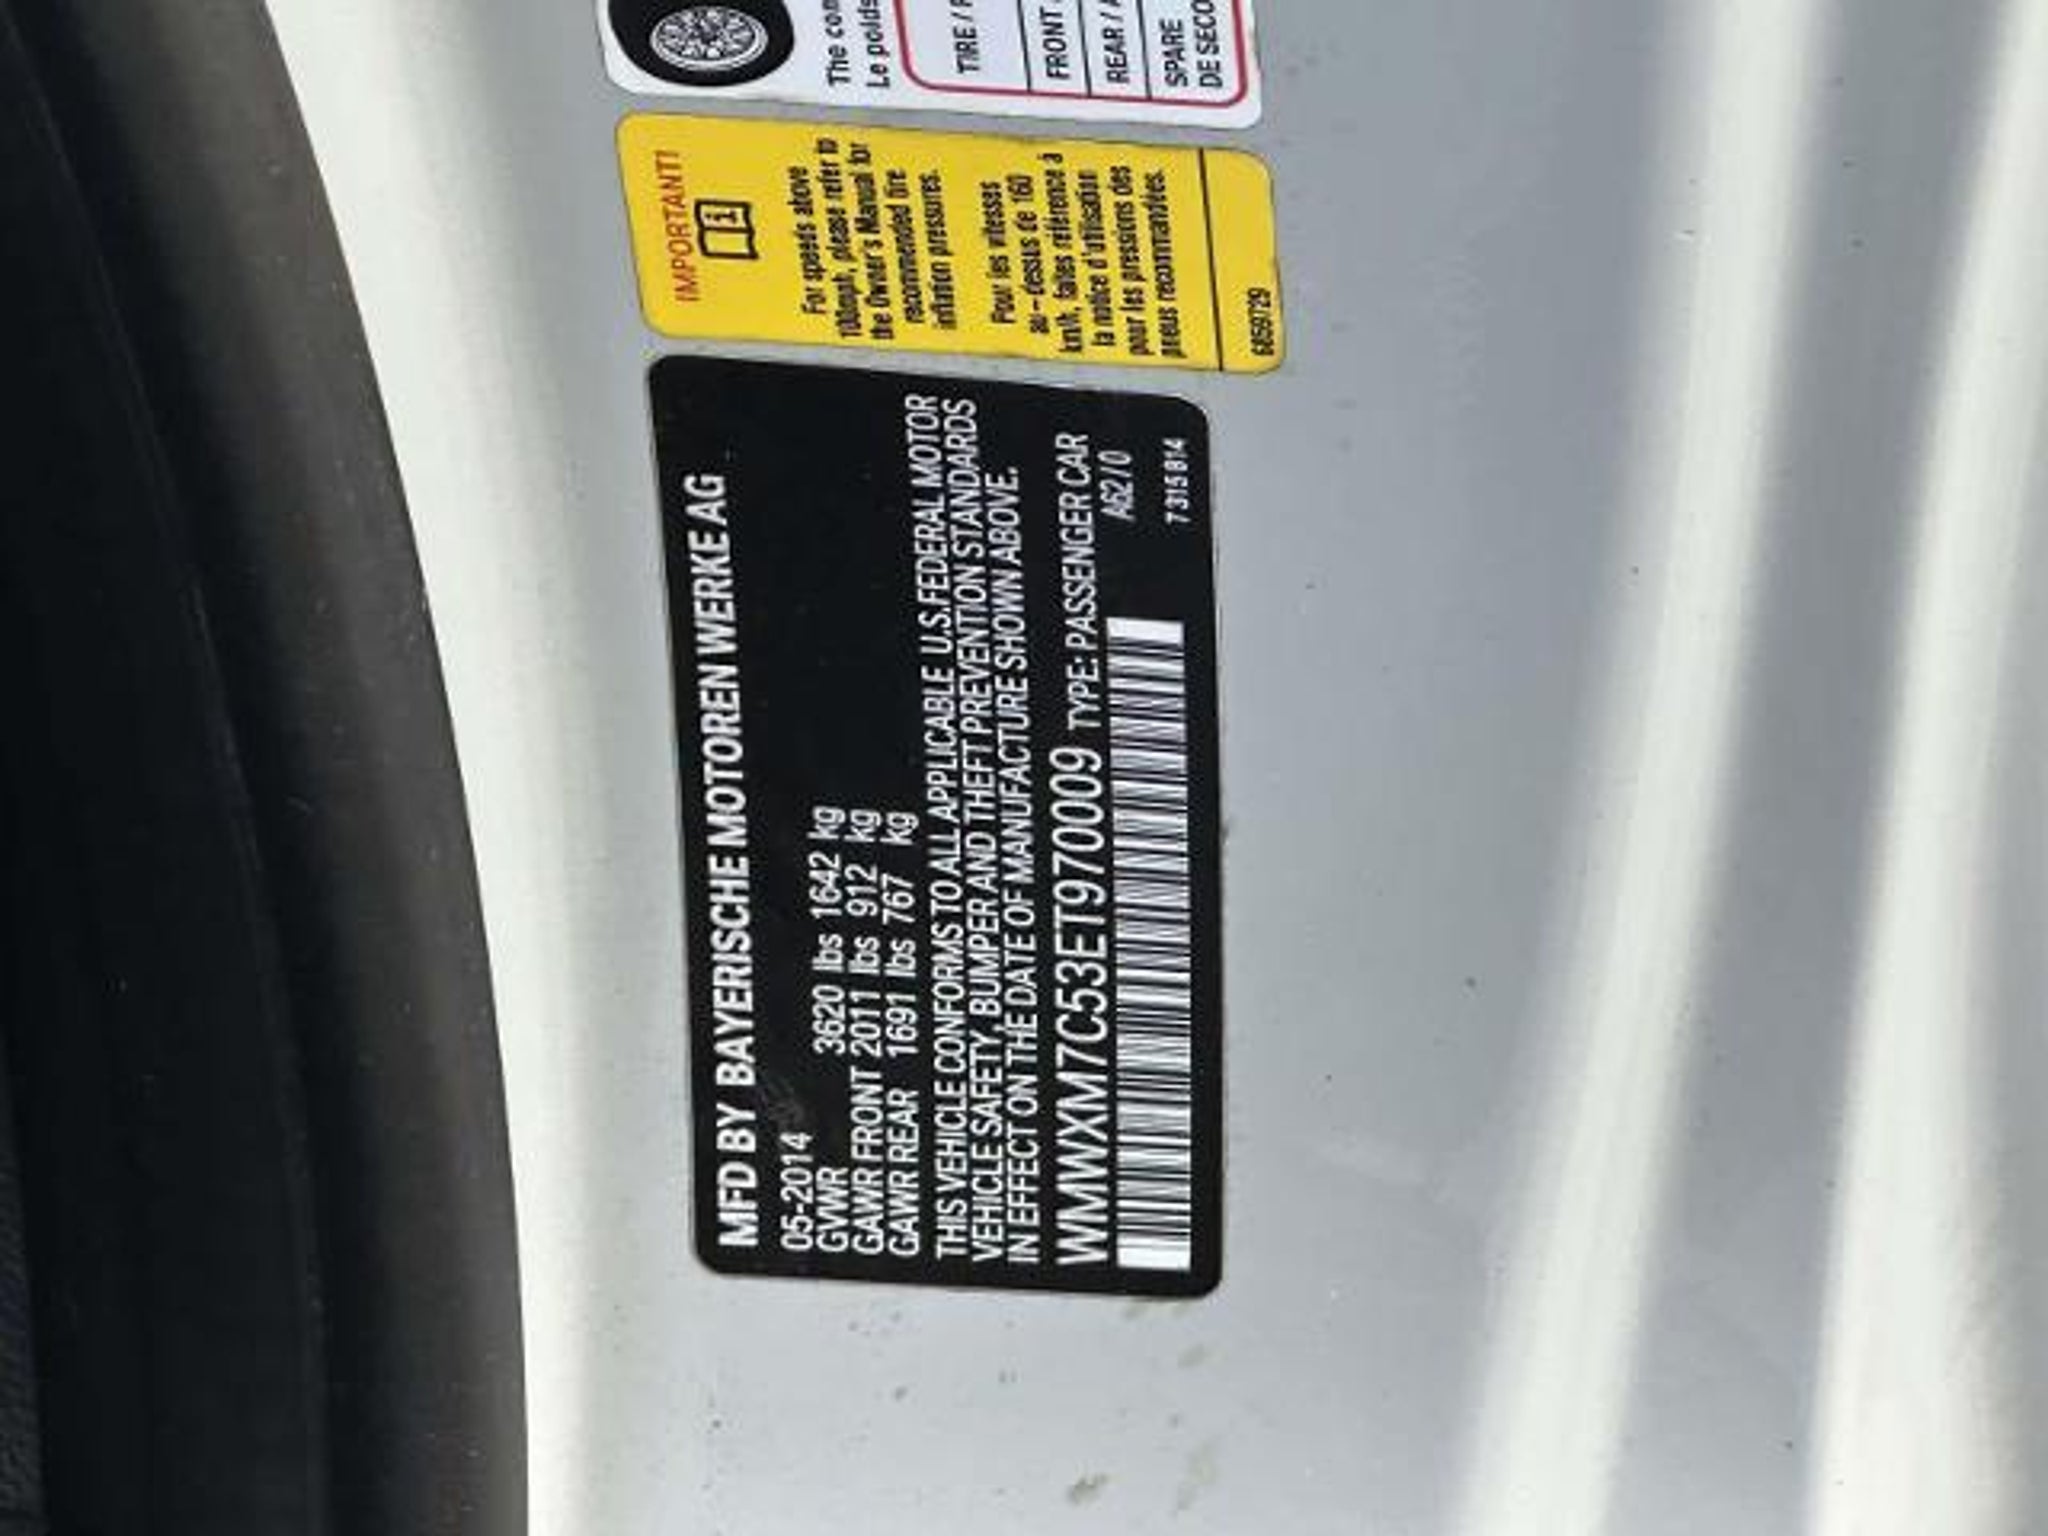 MFD BY BAYERISCHE MOTOREN WERKE AG
05-2014
GVWR 3620 lbs 1642 kg
GAWR FRONT 2011 lbs 912 kg
GAWR REAR 1691 lbs 767 kg
THIS VEHICLE CONFORMS TO ALL APPLICABLE U.S.FEDERAL MOTOR
VEHICLE SAFETY, BUMPER AND THEFT PREVENTION STANDARDS
IN EFFECT ON THE DATE OF MANUFACTURE SHOWN ABOVE.
WMWXM7C53ET970009 TYPE: PASSENGER CAR
A62/0
7315814
IMPORTANT!
For speeds above
100mph, please refer to
the Owner's Manual for
recommended tire
inflation pressures.
Pour les vitesses
au-dessus de 160
km/h, faites référence à
la notice d'utilisation
pour les pressions des
pneus recommandées.
6859729
The com
Le poids
TIRE /
FRONT
REAR /
SPARE
DE SECO